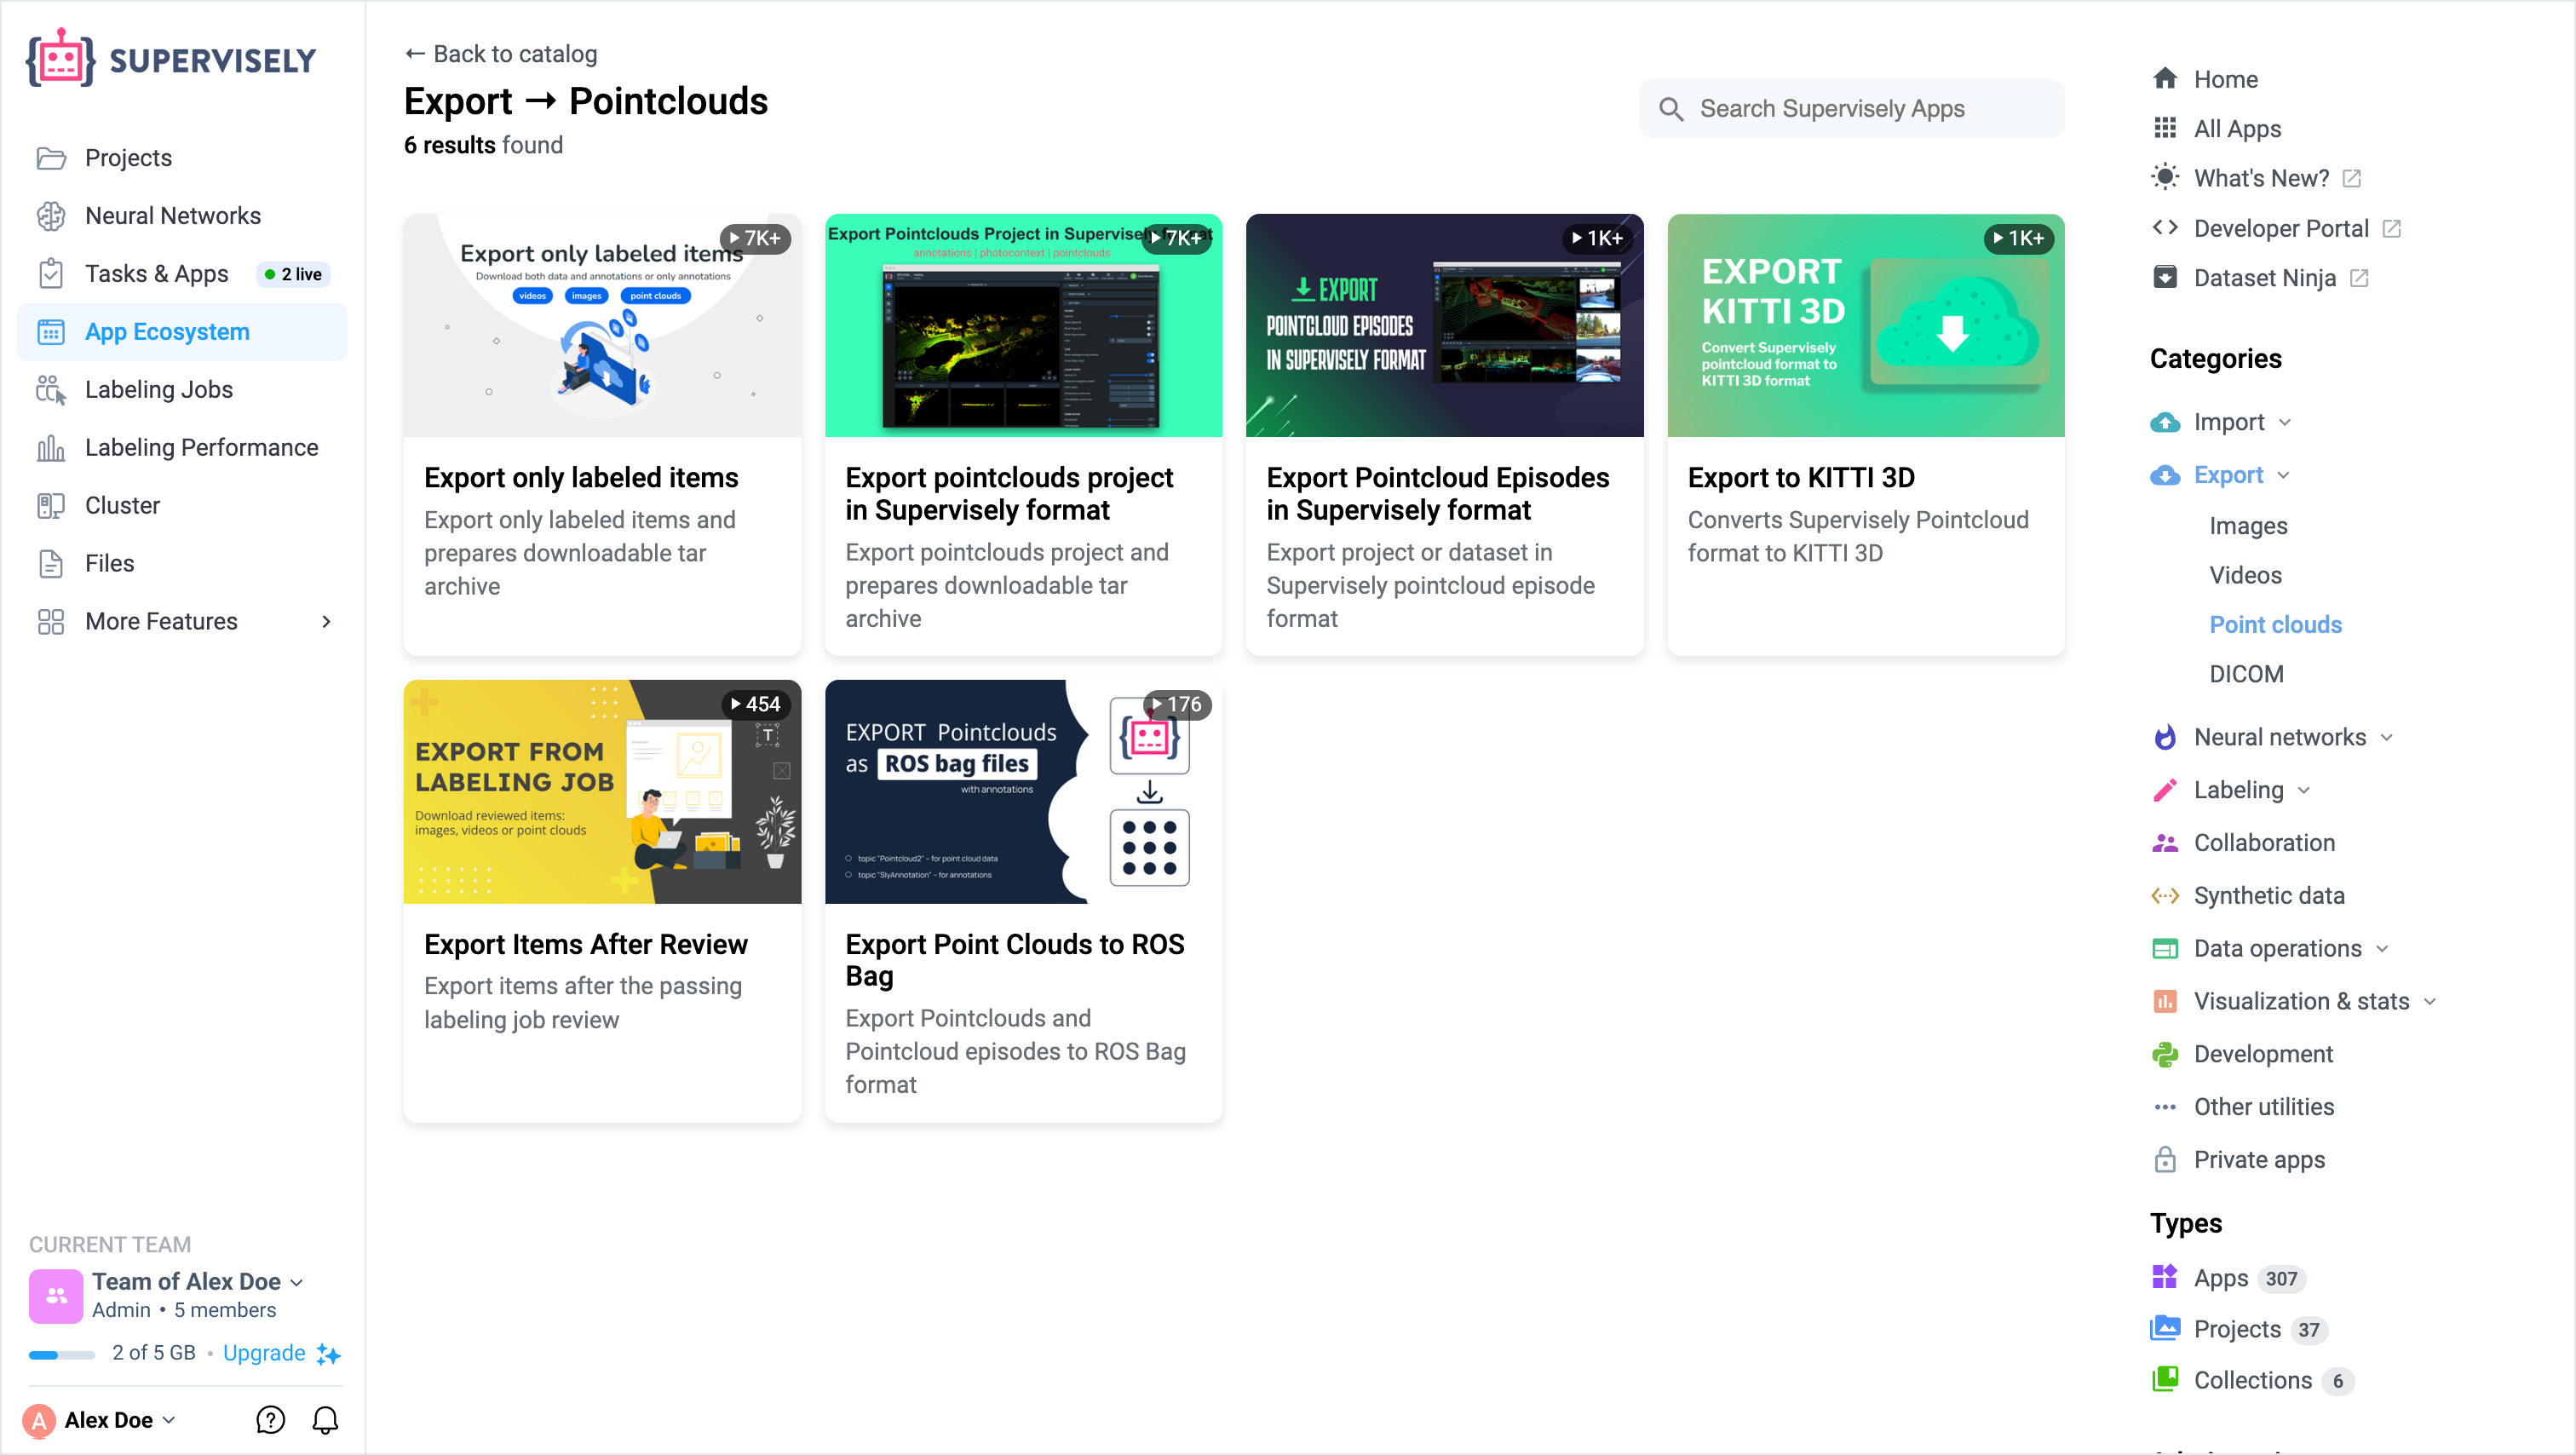 SUPERVISELY
Projects
Neural Networks
Tasks & Apps
2 live
App Ecosystem
Labeling Jobs
Labeling Performance
Cluster
Files
More Features
CURRENT TEAM
Team of Alex Doe
Admin • 5 members
2 of 5 GB • Upgrade
A Alex Doe
← Back to catalog
Export → Pointclouds
6 results found
Search Supervisely Apps
7K+
Export only labeled items
Download both data and annotations or only annotations
videos images point clouds
Export only labeled items
Export only labeled items and
prepares downloadable tar
archive
7K+
Export Pointclouds Project in Supervisely format
annotations | photocontext | pointclouds
Export pointclouds project
in Supervisely format
Export pointclouds project and
prepares downloadable tar
archive
1K+
EXPORT
POINTCLOUD EPISODES
IN SUPERVISELY FORMAT
Export Pointcloud Episodes
in Supervisely format
Export project or dataset in
Supervisely pointcloud episode
format
1K+
EXPORT
KITTI 3D
Convert Supervisely
pointcloud format to
KITTI 3D format
Export to KITTI 3D
Converts Supervisely Pointcloud
format to KITTI 3D
454
EXPORT FROM
LABELING JOB
Download reviewed items:
images, videos or point clouds
T
Export Items After Review
Export items after the passing
labeling job review
176
EXPORT Pointclouds
as ROS bag files
with annotations
topic "Pointcloud2" - for point cloud data
topic "SlyAnnotation" - for annotations
Export Point Clouds to ROS
Bag
Export Pointclouds and
Pointcloud episodes to ROS Bag
format
Home
All Apps
What's New?
Developer Portal
Dataset Ninja
Categories
Import
Export
Images
Videos
Point clouds
DICOM
Neural networks
Labeling
Collaboration
Synthetic data
Data operations
Visualization & stats
Development
Other utilities
Private apps
Types
Apps 307
Projects 37
Collections 6